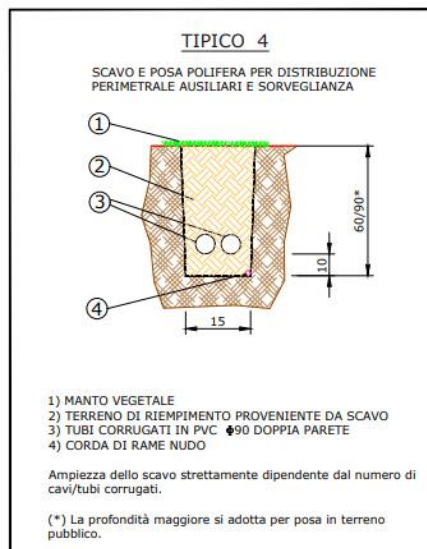 TIPICO 4
SCAVO E POSA POLIFERA PER DISTRIBUZIONE
PERIMETRALE AUSILIARI E SORVEGLIANZA
1
2
3
4
60/90*
10
15
1) MANTO VEGETALE
2) TERRENO DI RIEMPIMENTO PROVENIENTE DA SCAVO
3) TUBI CORRUGATI IN PVC Φ90 DOPPIA PARETE
4) CORDA DI RAME NUDO
Ampiezza dello scavo strettamente dipendente dal numero di
cavi/tubi corrugati.
(*) La profondità maggiore si adotta per posa in terreno
pubblico.